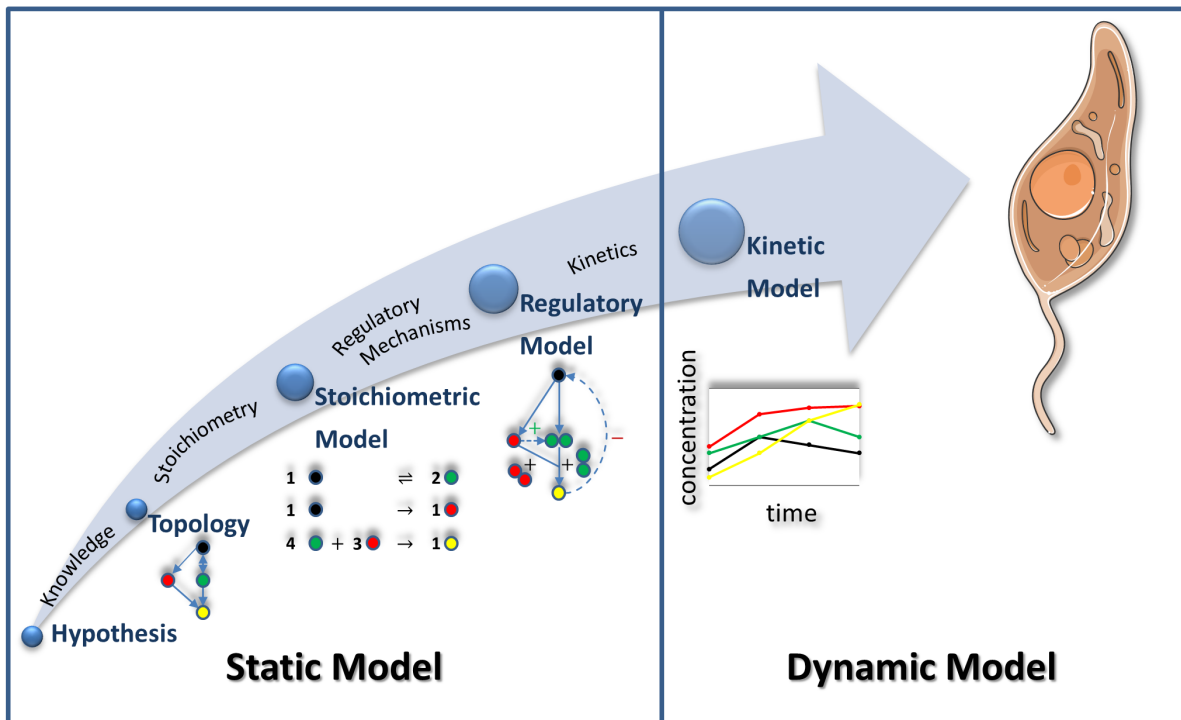 Hypothesis
Knowledge
Topology
Stoichiometry
Stoichiometric
Model
1 ⇌ 2
1 → 1
4 + 3 → 1
Regulatory
Mechanisms
Regulatory
Model
+
−
+ +
Kinetics
Kinetic
Model
concentration
time
Static Model
Dynamic Model